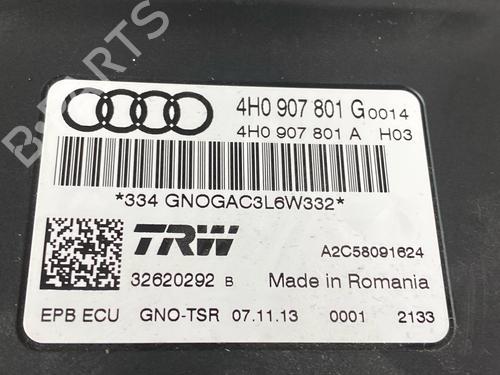 4H0 907 801 G 0014
4H0 907 801 A H03
*334 GNOGAC3L6W332*
TRW
A2C58091624
32620292 B
Made in Romania
EPB ECU GNO-TSR 07.11.13 0001 2133
B-PARTS